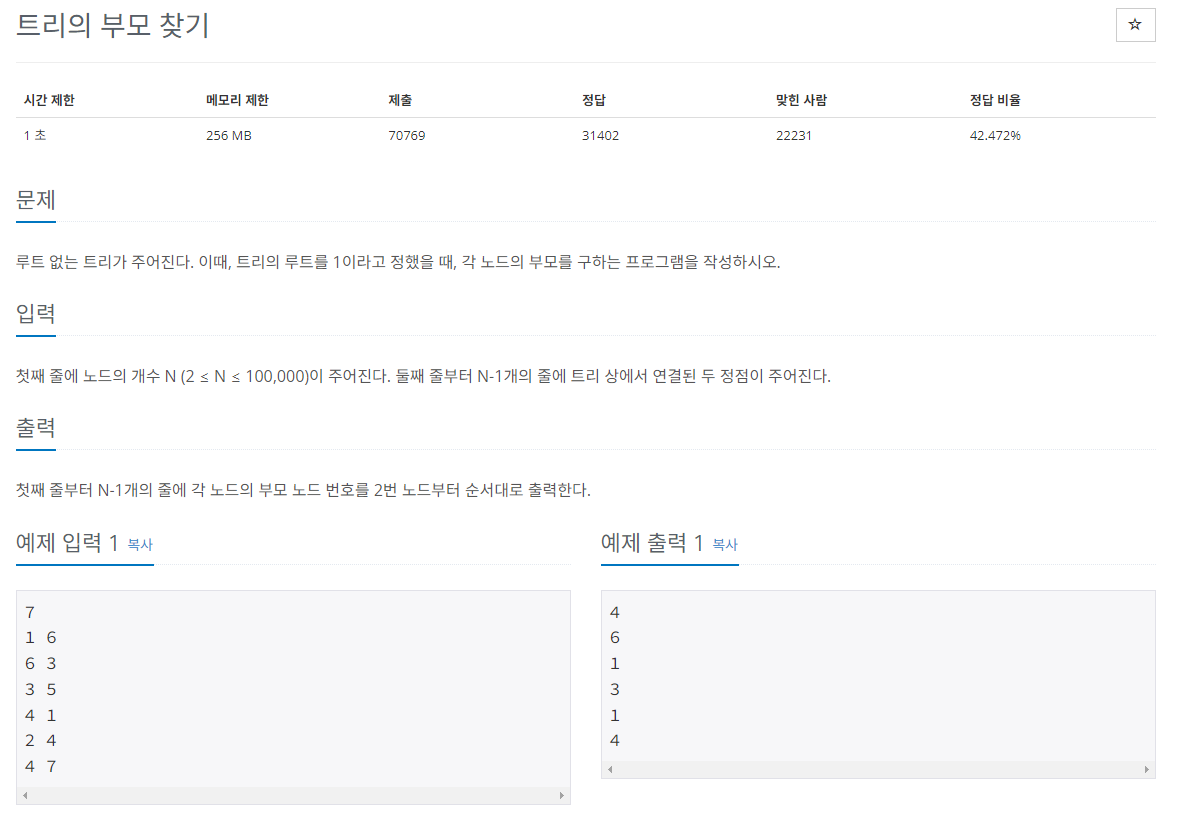 트리의 부모 찾기
☆
시간 제한 메모리 제한 제출 정답 맞힌 사람 정답 비율
1 초 256 MB 70769 31402 22231 42.472%
문제
루트 없는 트리가 주어진다. 이때, 트리의 루트를 1이라고 정했을 때, 각 노드의 부모를 구하는 프로그램을 작성하시오.
입력
첫째 줄에 노드의 개수 N (2 ≤ N ≤ 100,000)이 주어진다. 둘째 줄부터 N-1개의 줄에 트리 상에서 연결된 두 정점이 주어진다.
출력
첫째 줄부터 N-1개의 줄에 각 노드의 부모 노드 번호를 2번 노드부터 순서대로 출력한다.
예제 입력 1 복사
7
1 6
6 3
3 5
4 1
2 4
4 7
예제 출력 1 복사
4
6
1
3
1
4